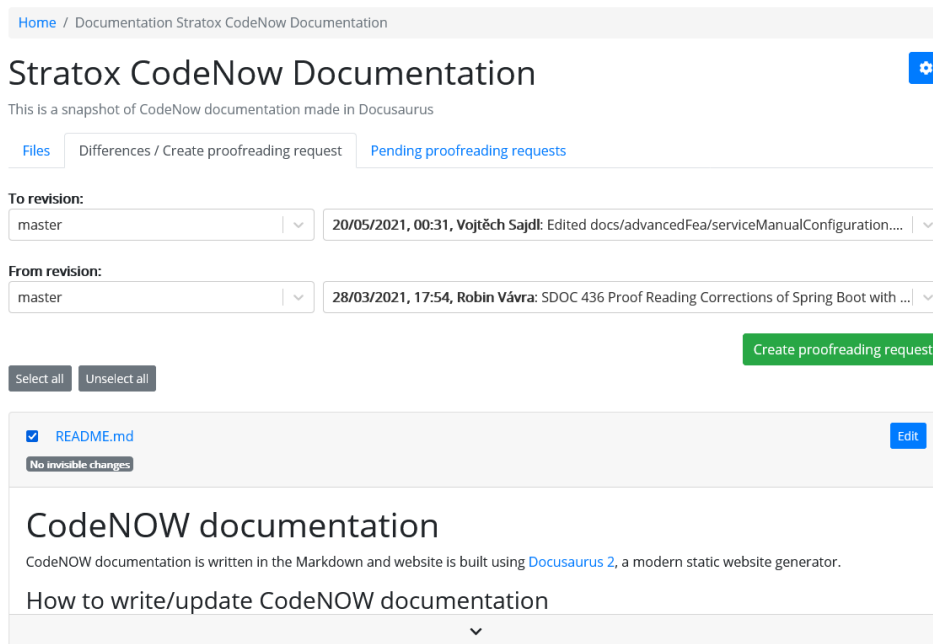 Home / Documentation Stratox CodeNow Documentation
Stratox CodeNow Documentation
This is a snapshot of CodeNow documentation made in Docusaurus
Files Differences / Create proofreading request Pending proofreading requests
To revision:
master 20/05/2021, 00:31, Vojtěch Sajdl: Edited docs/advancedFea/serviceManualConfiguration....
From revision:
master 28/03/2021, 17:54, Robin Vávra: SDOC 436 Proof Reading Corrections of Spring Boot with ...
Create proofreading request
Select all Unselect all
README.md Edit
No invisible changes
CodeNOW documentation
CodeNOW documentation is written in the Markdown and website is built using Docusaurus 2, a modern static website generator.
How to write/update CodeNOW documentation